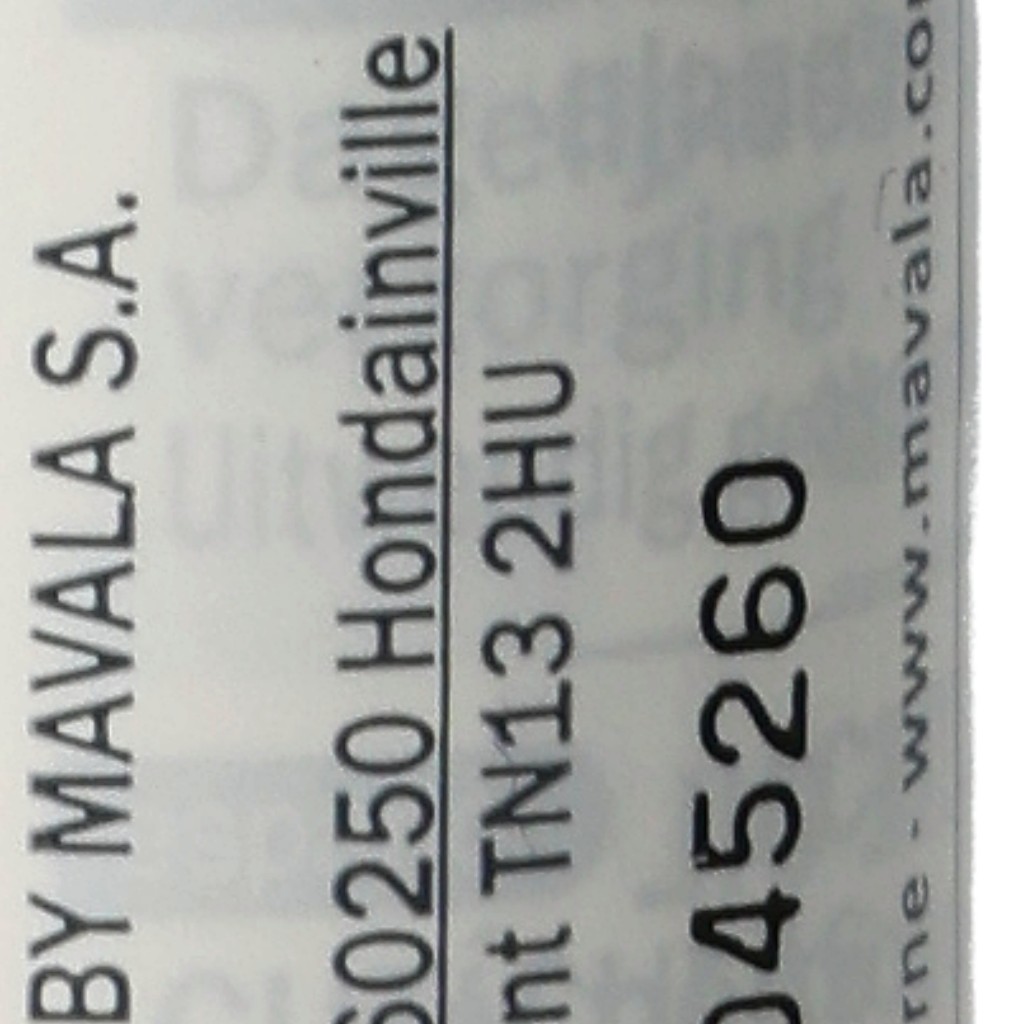 BY MAVALA S.A.
60250 Hondainville
nt TN13 2HU
045260
rne - www.mavala.co